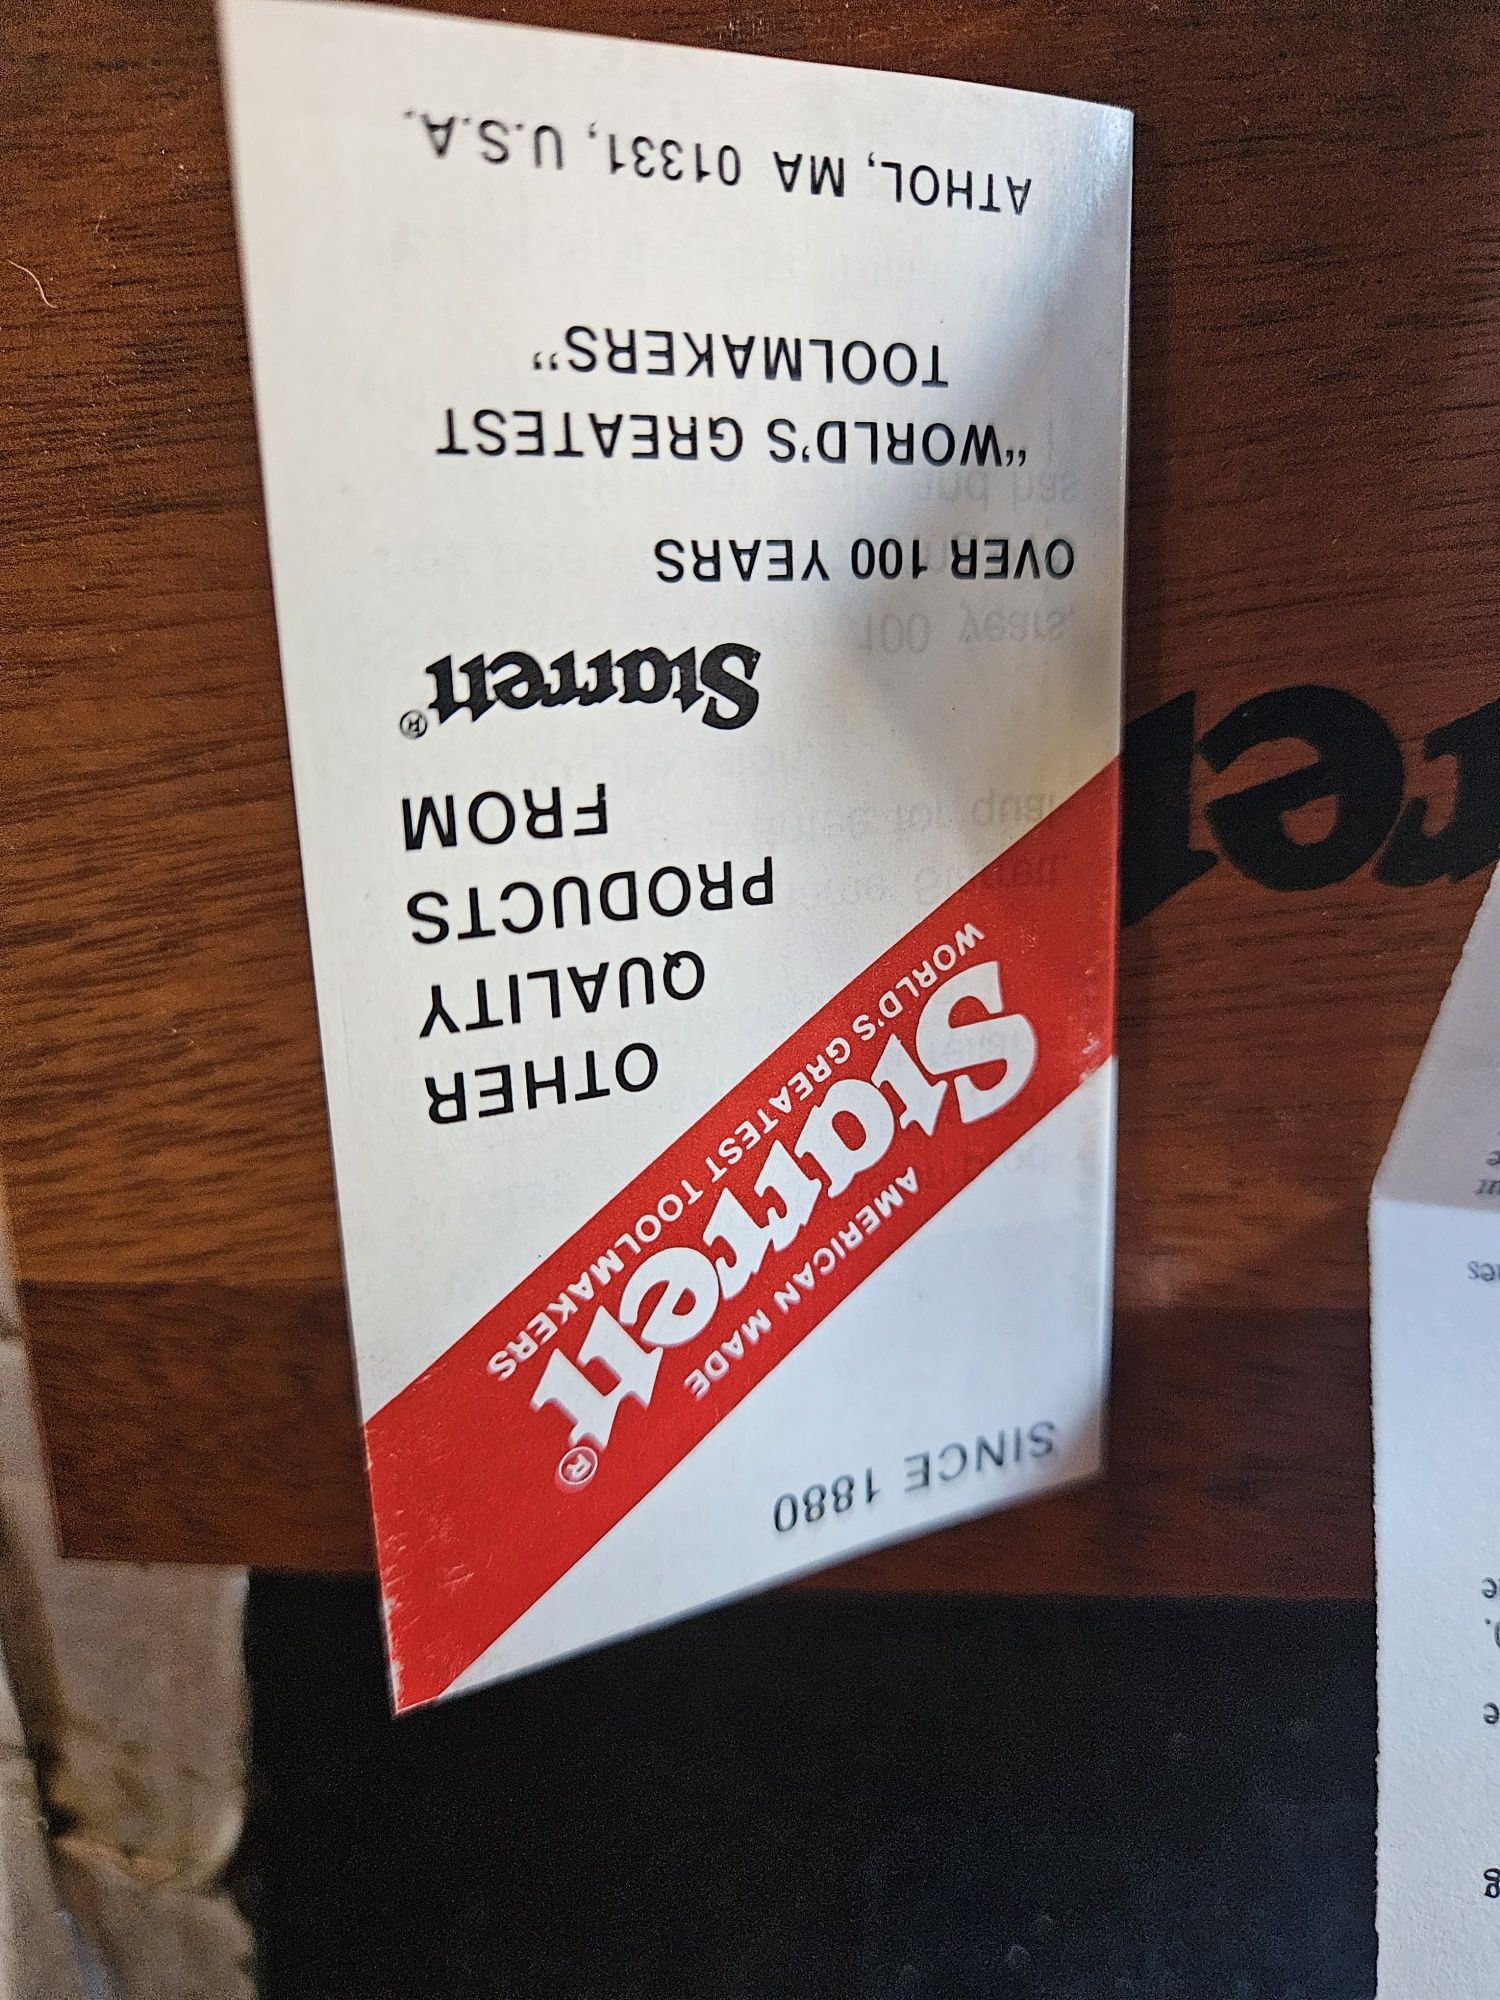 SINCE 1880
AMERICAN MADE
Starrett®
WORLD'S GREATEST TOOLMAKERS
OTHER
QUALITY
PRODUCTS
FROM
Starrett®
OVER 100 YEARS
"WORLD'S GREATEST
TOOLMAKERS"
ATHOL, MA 01331, U.S.A.